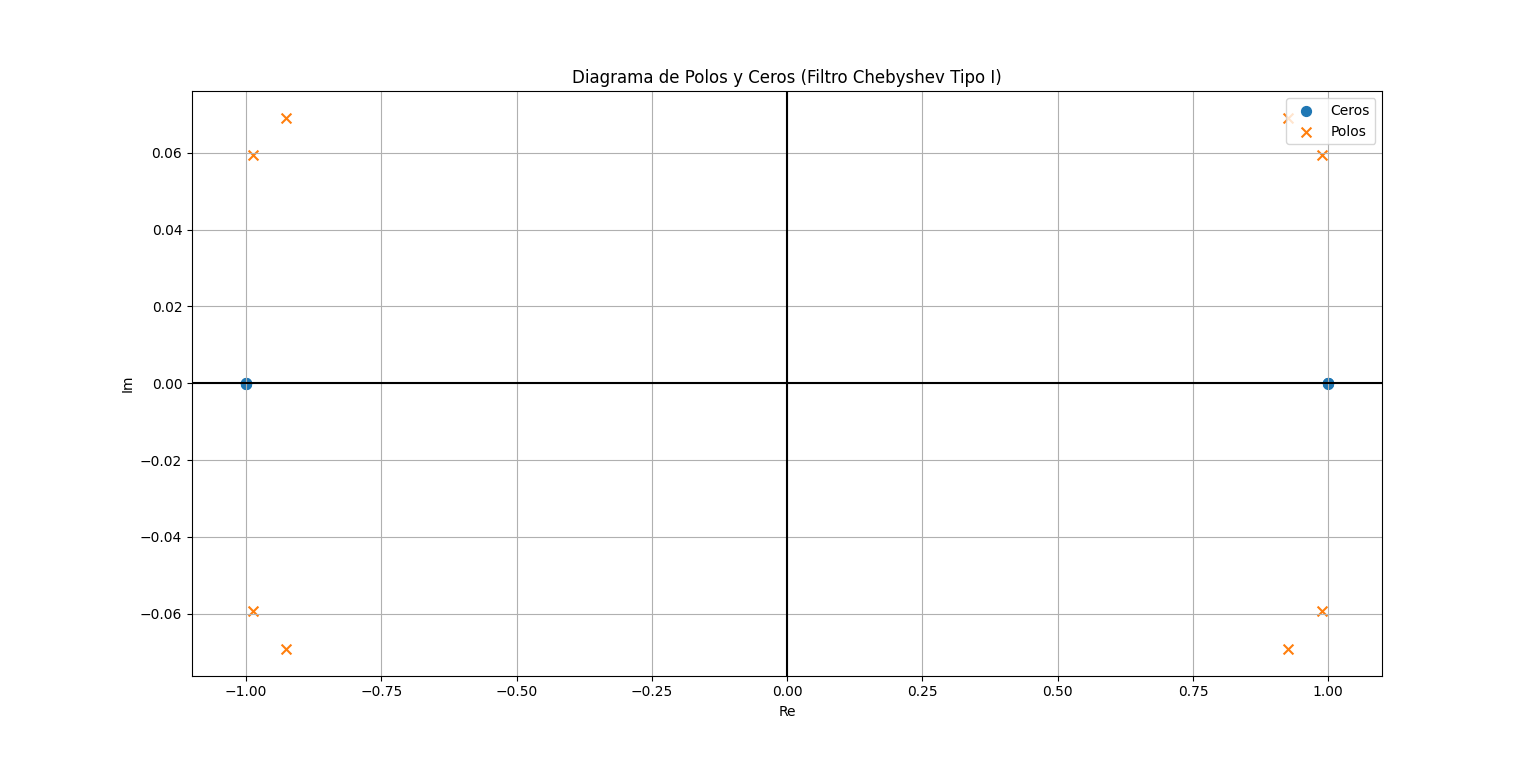 Diagrama de Polos y Ceros (Filtro Chebyshev Tipo I)
Ceros
Polos
0.06
0.04
0.02
0.00
−0.02
−0.04
−0.06
Im
−1.00 −0.75 −0.50 −0.25 0.00 0.25 0.50 0.75 1.00
Re